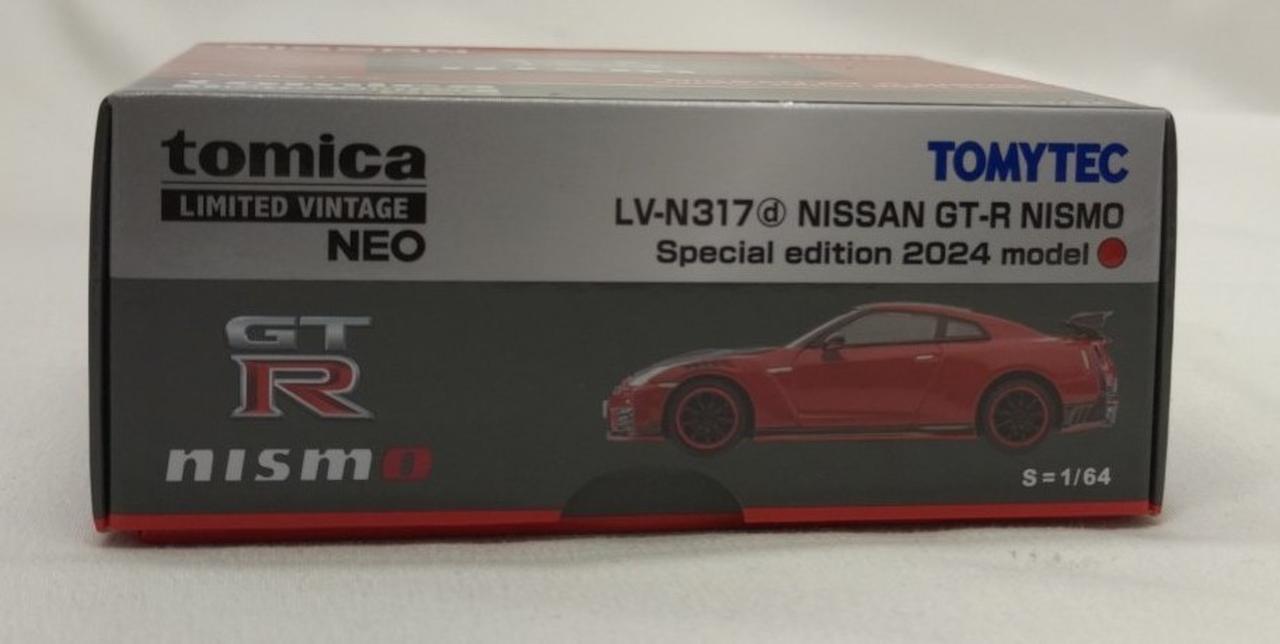 tomica
LIMITED VINTAGE
NEO
TOMYTEC
LV-N317ⓓ NISSAN GT-R NISMO
Special edition 2024 model
GT
R
nismo
S=1/64